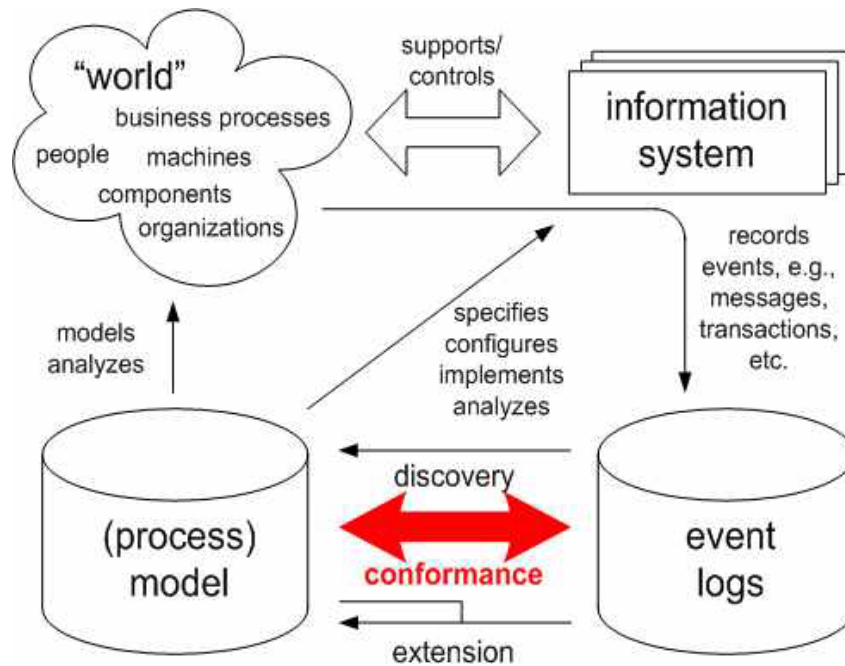 “world”
business processes
people
machines
components
organizations
supports/
controls
information
system
records
events, e.g.,
messages,
transactions,
etc.
models
analyzes
specifies
configures
implements
analyzes
discovery
(process)
model
conformance
event
logs
extension